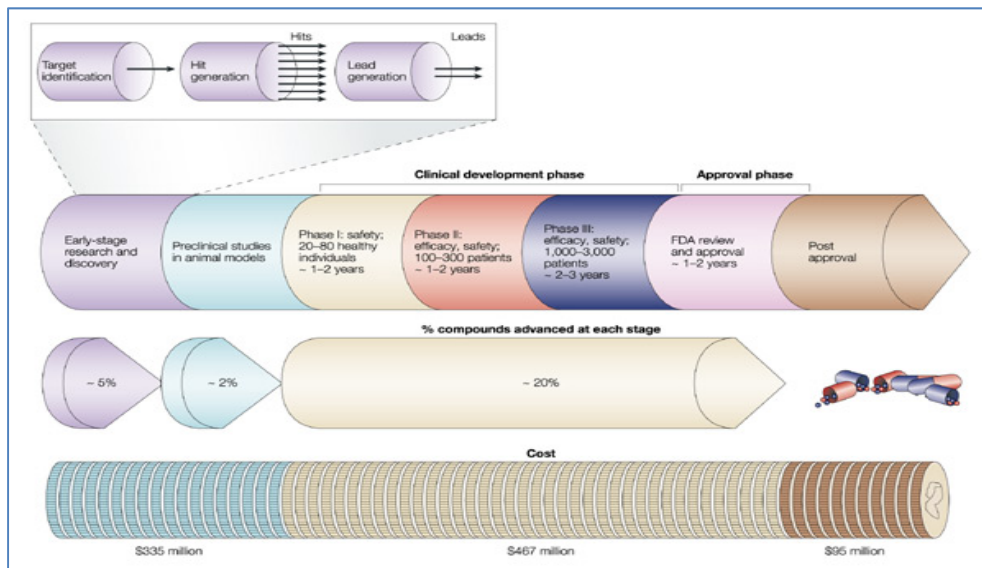 Hits
Leads
Target
identification
Hit
generation
Lead
generation
Clinical development phase
Approval phase
Early-stage
research and
discovery
Preclinical studies
in animal models
Phase I: safety;
20–80 healthy
individuals
~ 1–2 years
Phase II:
efficacy, safety;
100–300 patients
~ 1–2 years
Phase III:
efficacy, safety;
1,000–3,000
patients
~ 2–3 years
FDA review
and approval
~ 1–2 years
Post
approval
% compounds advanced at each stage
~ 5%
~ 2%
~ 20%
Cost
$335 million
$467 million
$95 million